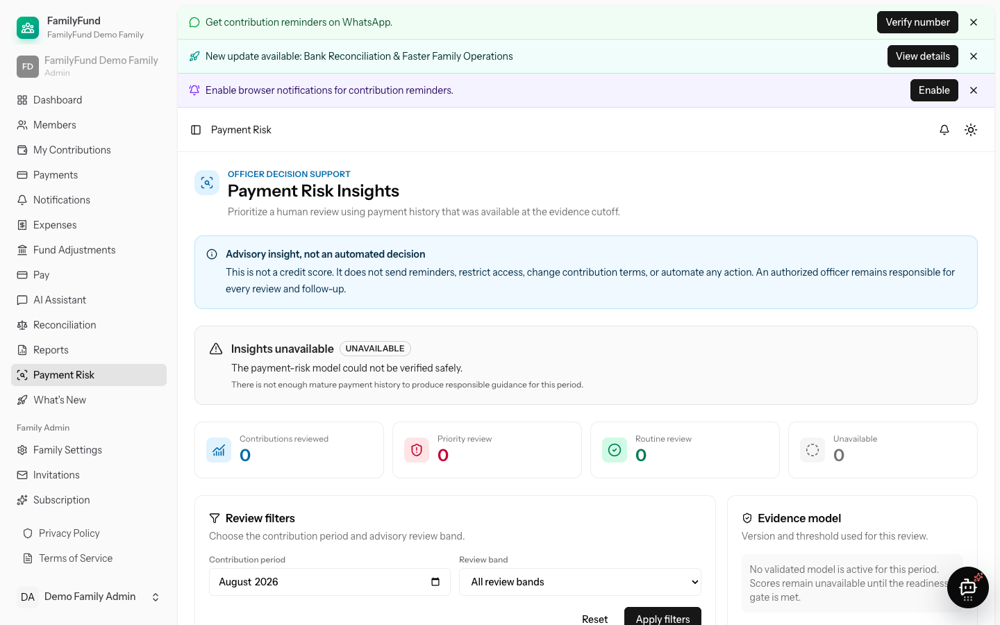 FamilyFund
FamilyFund Demo Family
FD
FamilyFund Demo Family
Admin
Dashboard
Members
My Contributions
Payments
Notifications
Expenses
Fund Adjustments
Pay
AI Assistant
Reconciliation
Reports
Payment Risk
What's New
Family Admin
Family Settings
Invitations
Subscription
Privacy Policy
Terms of Service
DA
Demo Family Admin
Get contribution reminders on WhatsApp.
Verify number
New update available: Bank Reconciliation & Faster Family Operations
View details
Enable browser notifications for contribution reminders.
Enable
Payment Risk
OFFICER DECISION SUPPORT
Payment Risk Insights
Prioritize a human review using payment history that was available at the evidence cutoff.
Advisory insight, not an automated decision
This is not a credit score. It does not send reminders, restrict access, change contribution terms, or automate any action. An authorized officer remains responsible for
every review and follow-up.
Insights unavailable
UNAVAILABLE
The payment-risk model could not be verified safely.
There is not enough mature payment history to produce responsible guidance for this period.
Contributions reviewed
0
Priority review
0
Routine review
0
Unavailable
0
Review filters
Choose the contribution period and advisory review band.
Contribution period
August 2026
Review band
All review bands
Reset
Apply filters
Evidence model
Version and threshold used for this review.
No validated model is active for this period.
Scores remain unavailable until the readiness
gate is met.